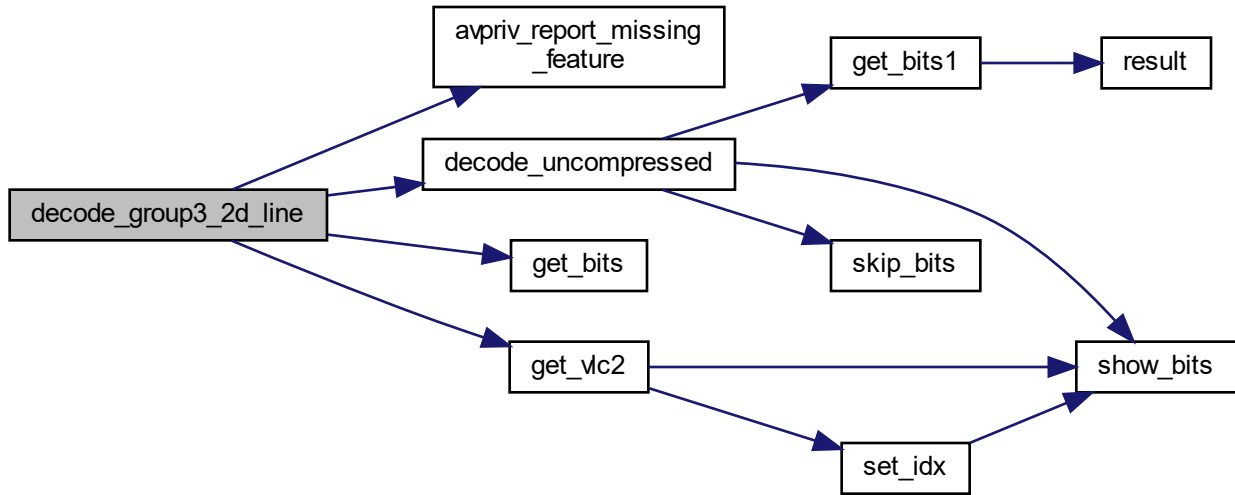 avpriv_report_missing
_feature
get_bits1
result
decode_uncompressed
decode_group3_2d_line
get_bits
skip_bits
get_vlc2
show_bits
set_idx